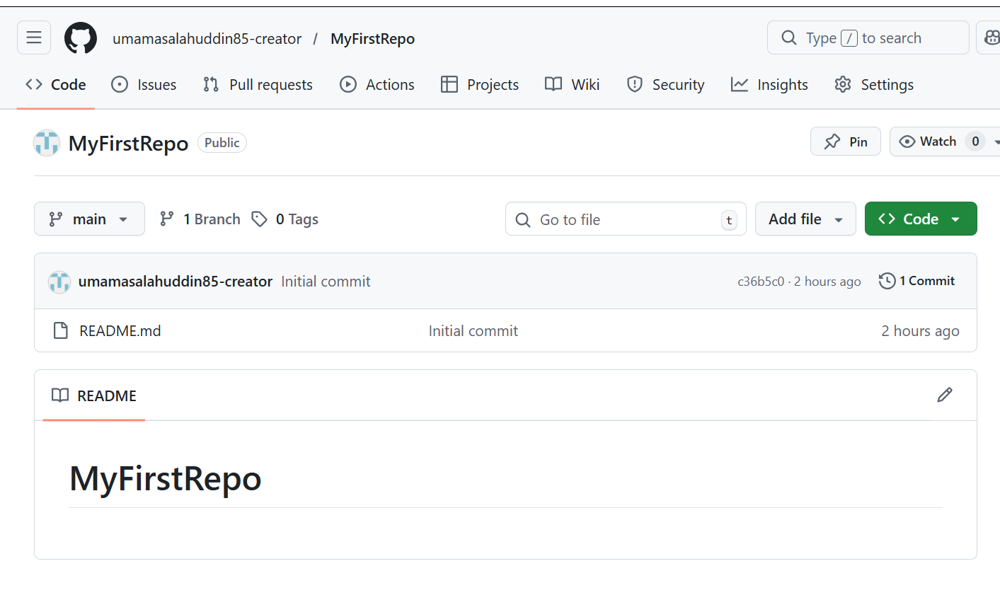 umamasalahuddin85-creator / MyFirstRepo
Type / to search
Code Issues Pull requests Actions Projects Wiki Security Insights Settings
MyFirstRepo Public
Pin
Watch 0
main
1 Branch
0 Tags
Go to file t
Add file
Code
umamasalahuddin85-creator Initial commit
c36b5c0 · 2 hours ago
1 Commit
README.md Initial commit 2 hours ago
README
MyFirstRepo